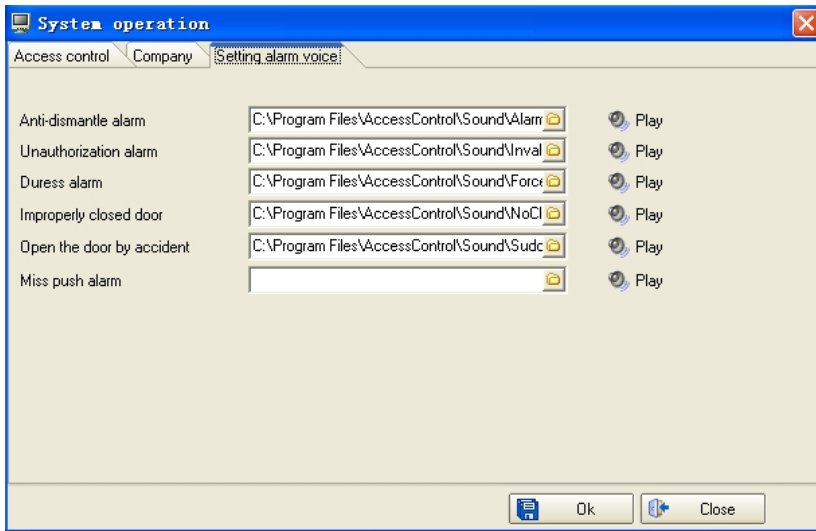 System operation
Access control Company Setting alarm voice
Anti-dismantle alarm C:\Program Files\AccessControl\Sound\Alarm Play
Unauthorization alarm C:\Program Files\AccessControl\Sound\Inval Play
Duress alarm C:\Program Files\AccessControl\Sound\Force Play
Improperly closed door C:\Program Files\AccessControl\Sound\NoCl Play
Open the door by accident C:\Program Files\AccessControl\Sound\Sudd Play
Miss push alarm Play
Ok Close